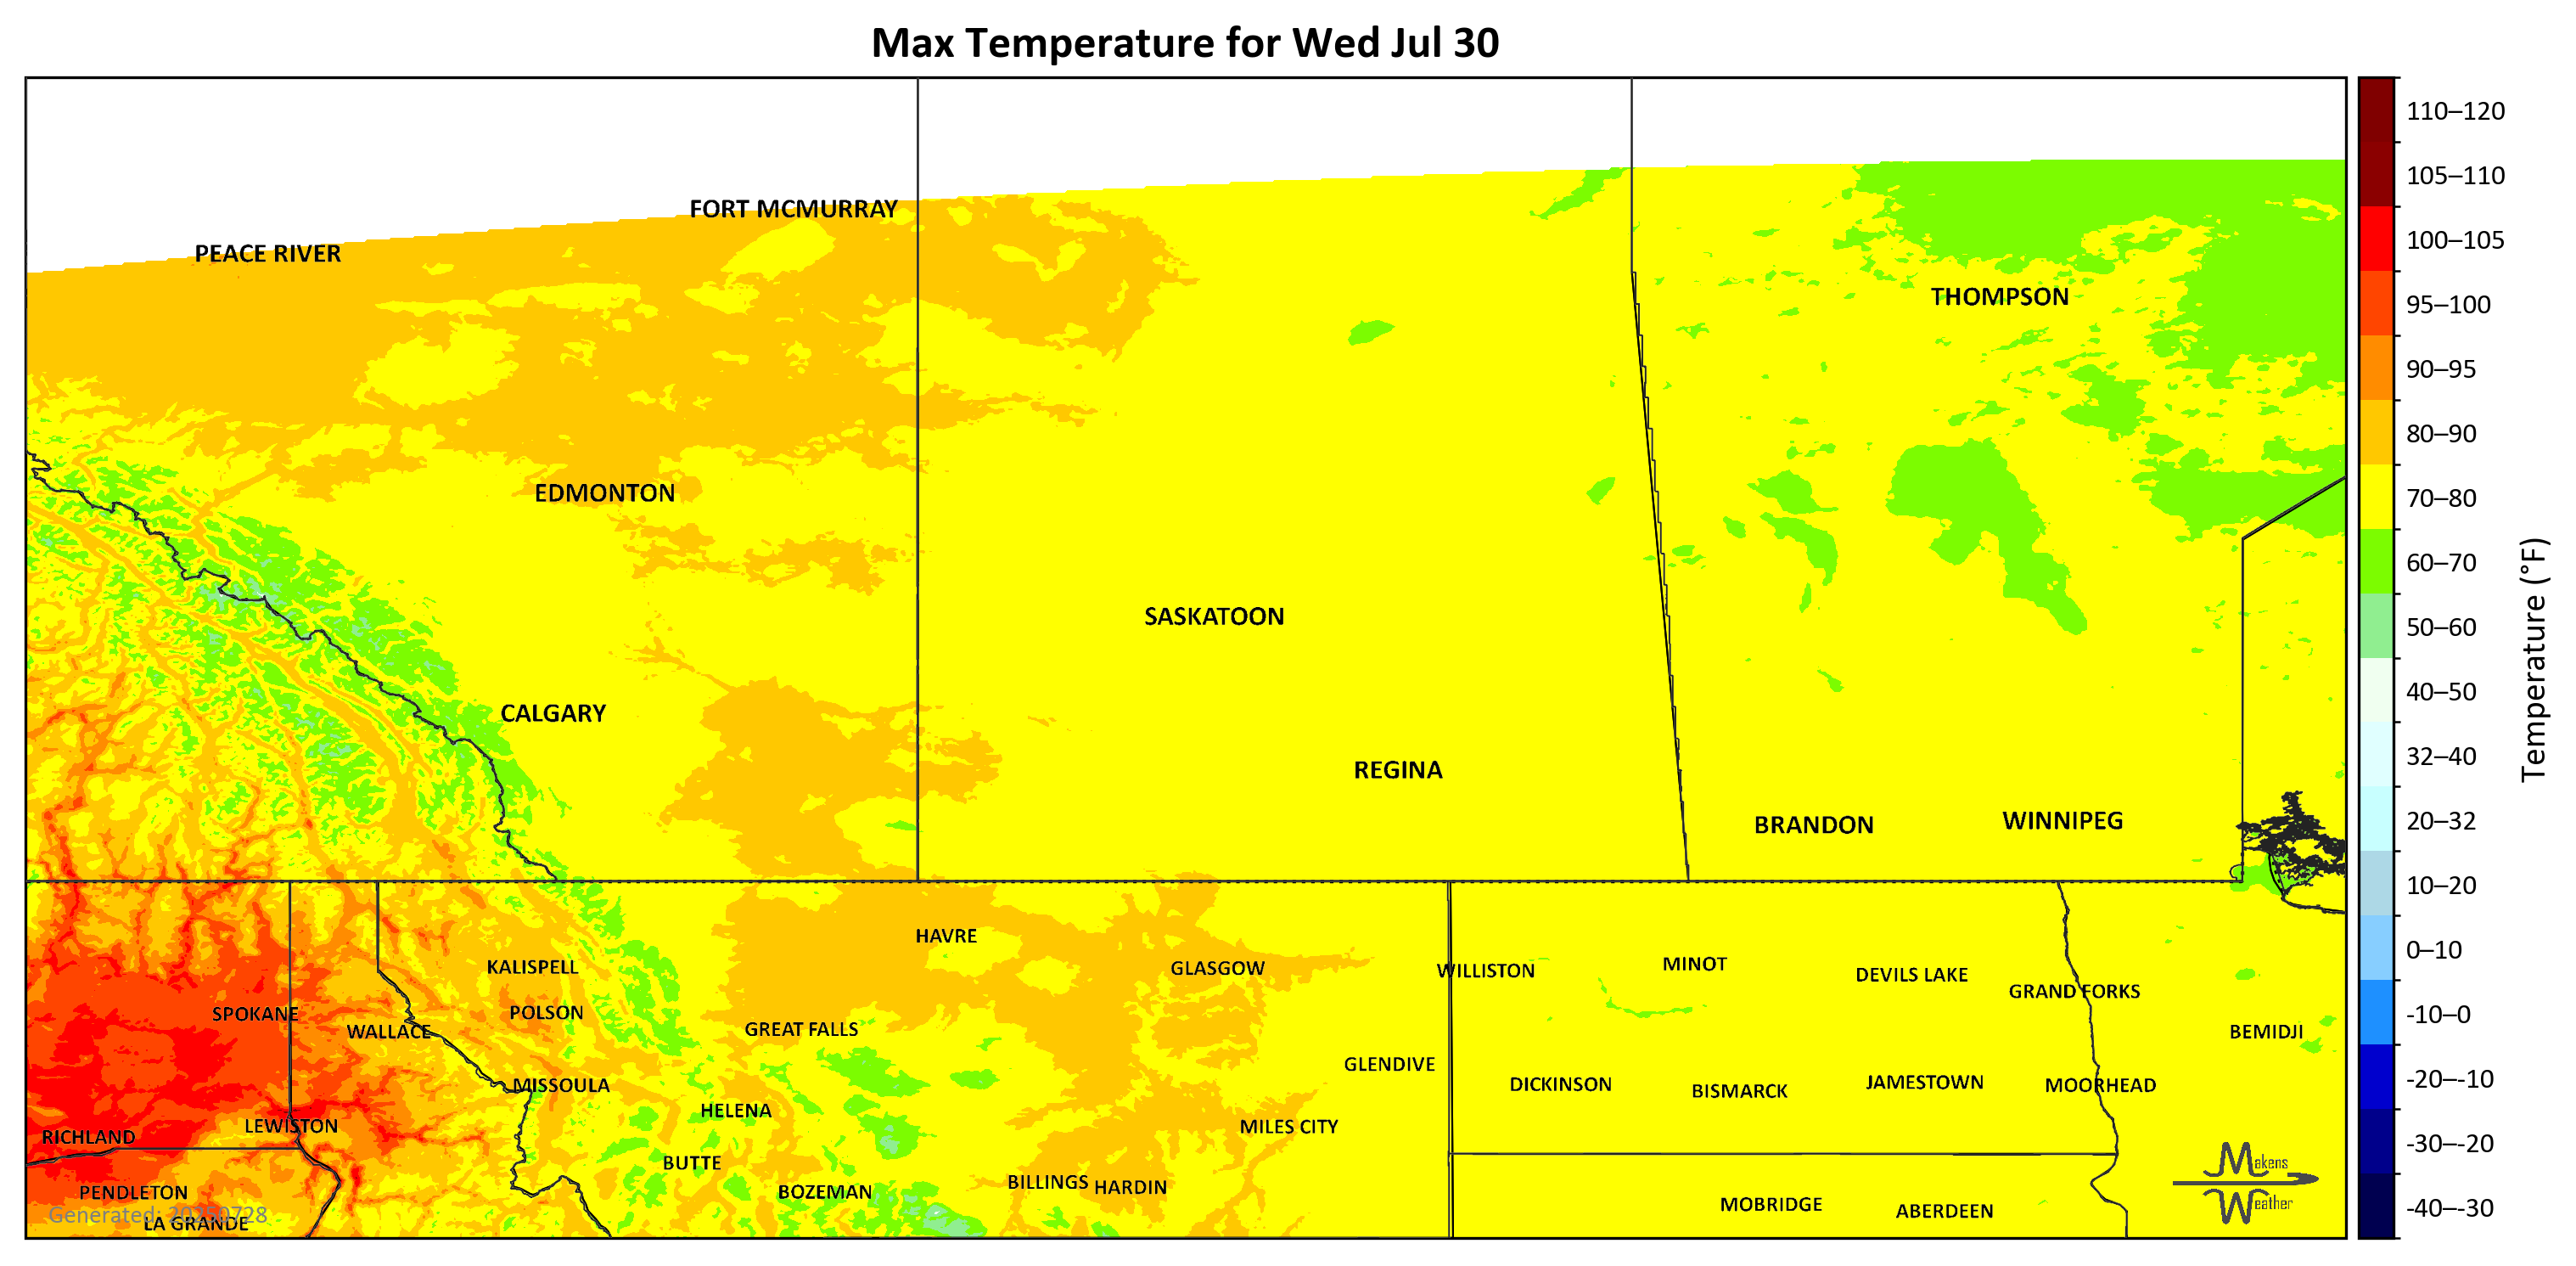 Max Temperature for Wed Jul 30
FORT MCMURRAY
PEACE RIVER
THOMPSON
EDMONTON
SASKATOON
CALGARY
REGINA
BRANDON
WINNIPEG
HAVRE
KALISPELL
GLASGOW
WILLISTON
MINOT
DEVILS LAKE
GRAND FORKS
SPOKANE
POLSON
WALLACE
GREAT FALLS
BEMIDJI
GLENDIVE
MISSOULA
DICKINSON
BISMARCK
JAMESTOWN
MOORHEAD
HELENA
LEWISTON
MILES CITY
RICHLAND
BUTTE
BILLINGS
HARDIN
PENDLETON
BOZEMAN
MOBRIDGE
ABERDEEN
Generated: 20250728
LA GRANDE
Makens
Weather
110–120
105–110
100–105
95–100
90–95
80–90
70–80
60–70
50–60
40–50
32–40
20–32
10–20
0–10
-10–0
-20–-10
-30–-20
-40–-30
Temperature (°F)